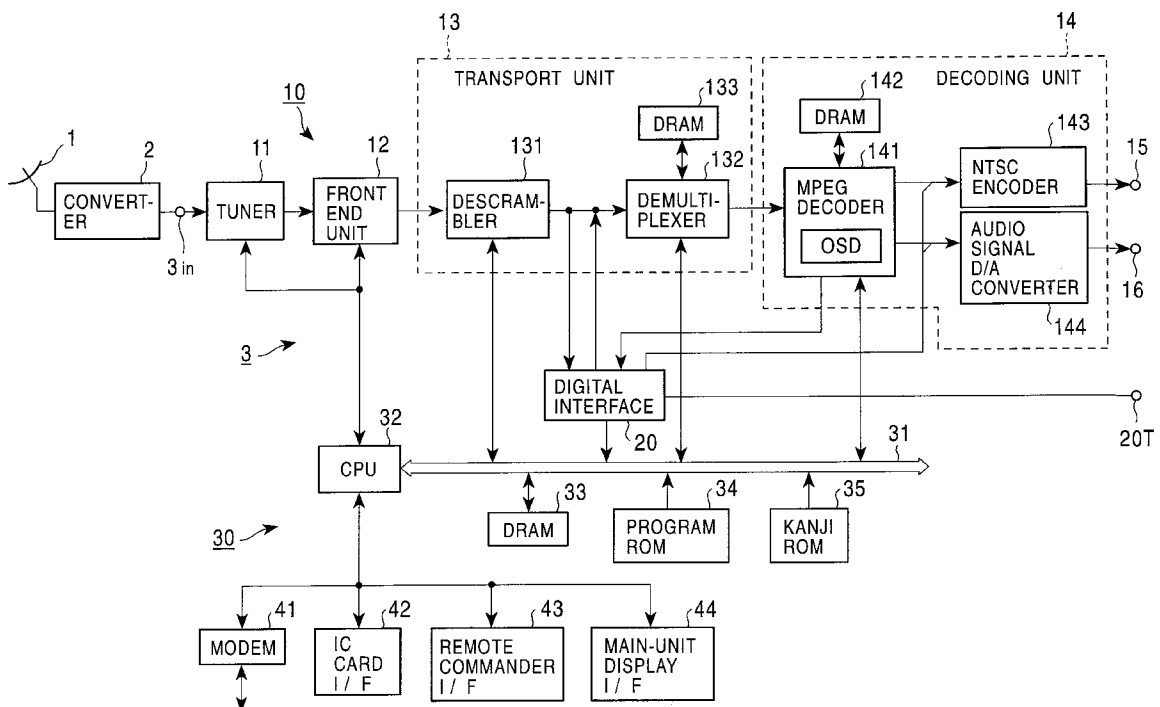 13
14
TRANSPORT UNIT
DECODING UNIT
10
133
142
DRAM
DRAM
143
1
2
11
12
131
132
141
15
CONVERT-
ER
3 in
TUNER
FRONT
END
UNIT
DESCRAM-
BLER
DEMULTI-
PLEXER
MPEG
DECODER
OSD
NTSC
ENCODER
AUDIO
SIGNAL
D/A
CONVERTER
16
144
3
DIGITAL
INTERFACE
20
20T
32
31
CPU
33
34
35
DRAM
PROGRAM
ROM
KANJI
ROM
30
41
42
43
44
MODEM
IC
CARD
I / F
REMOTE
COMMANDER
I / F
MAIN-UNIT
DISPLAY
I / F